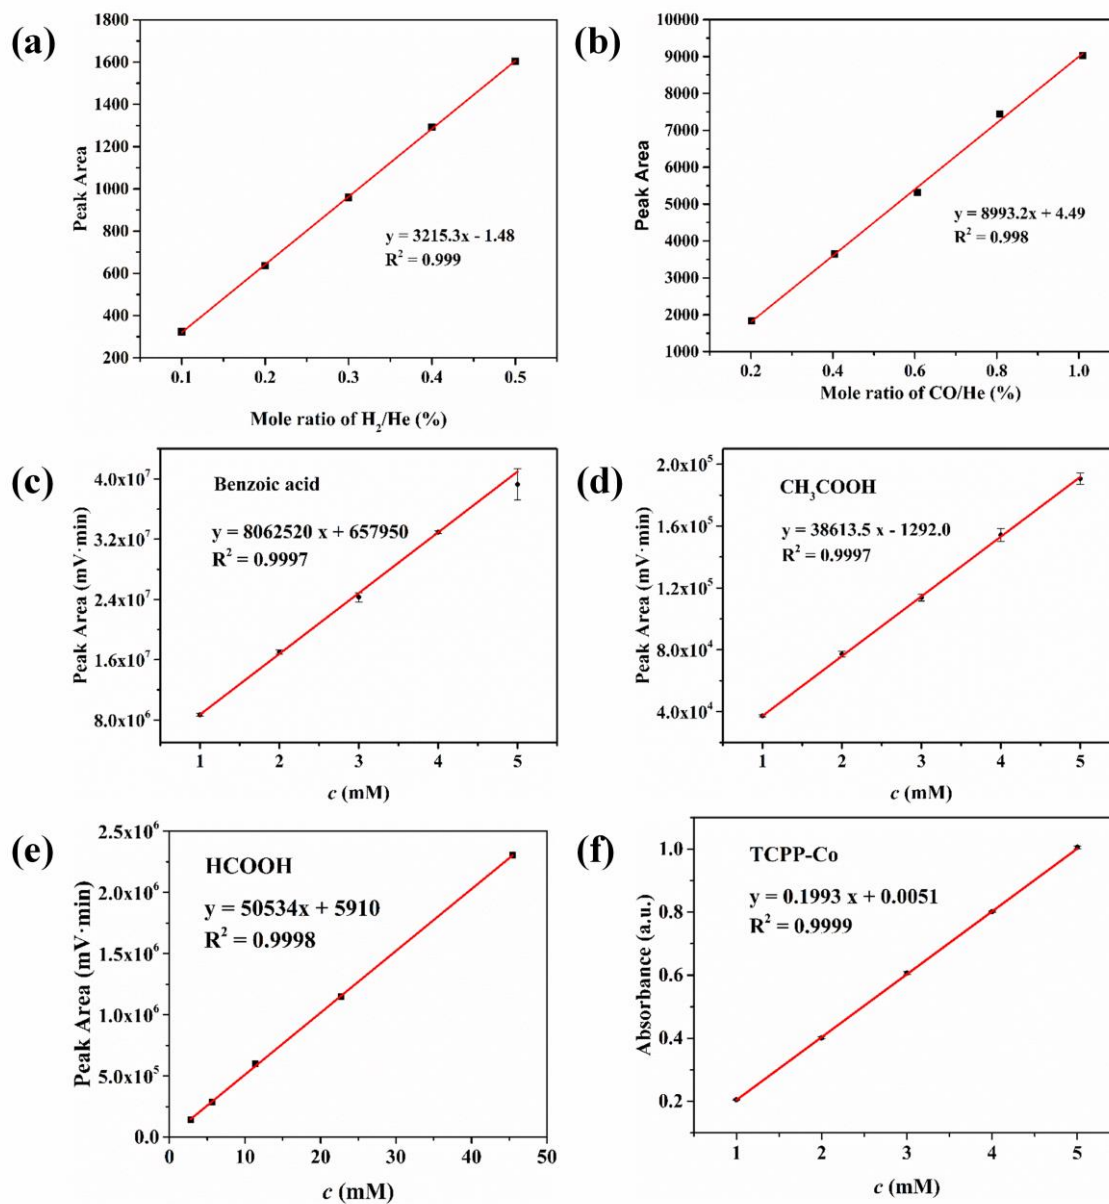 (a)
1800
1600
1400
1200
1000
800
600
400
200
Peak Area
y = 3215.3x - 1.48
R² = 0.999
0.1 0.2 0.3 0.4 0.5
Mole ratio of H₂/He (%)
(b)
10000
9000
8000
7000
6000
5000
4000
3000
2000
1000
Peak Area
y = 8993.2x + 4.49
R² = 0.998
0.2 0.4 0.6 0.8 1.0
Mole ratio of CO/He (%)
(c)
4.0x10⁷
3.2x10⁷
2.4x10⁷
1.6x10⁷
8.0x10⁶
Peak Area (mV·min)
Benzoic acid
y = 8062520 x + 657950
R² = 0.9997
1 2 3 4 5
c (mM)
(d)
2.0x10⁵
1.6x10⁵
1.2x10⁵
8.0x10⁴
4.0x10⁴
Peak Area (mV·min)
CH₃COOH
y = 38613.5 x - 1292.0
R² = 0.9997
1 2 3 4 5
c (mM)
(e)
2.5x10⁶
2.0x10⁶
1.5x10⁶
1.0x10⁶
5.0x10⁵
0.0
Peak Area (mV·min)
HCOOH
y = 50534x + 5910
R² = 0.9998
0 10 20 30 40 50
c (mM)
(f)
1.0
0.8
0.6
0.4
0.2
Absorbance (a.u.)
TCPP-Co
y = 0.1993 x + 0.0051
R² = 0.9999
1 2 3 4 5
c (mM)